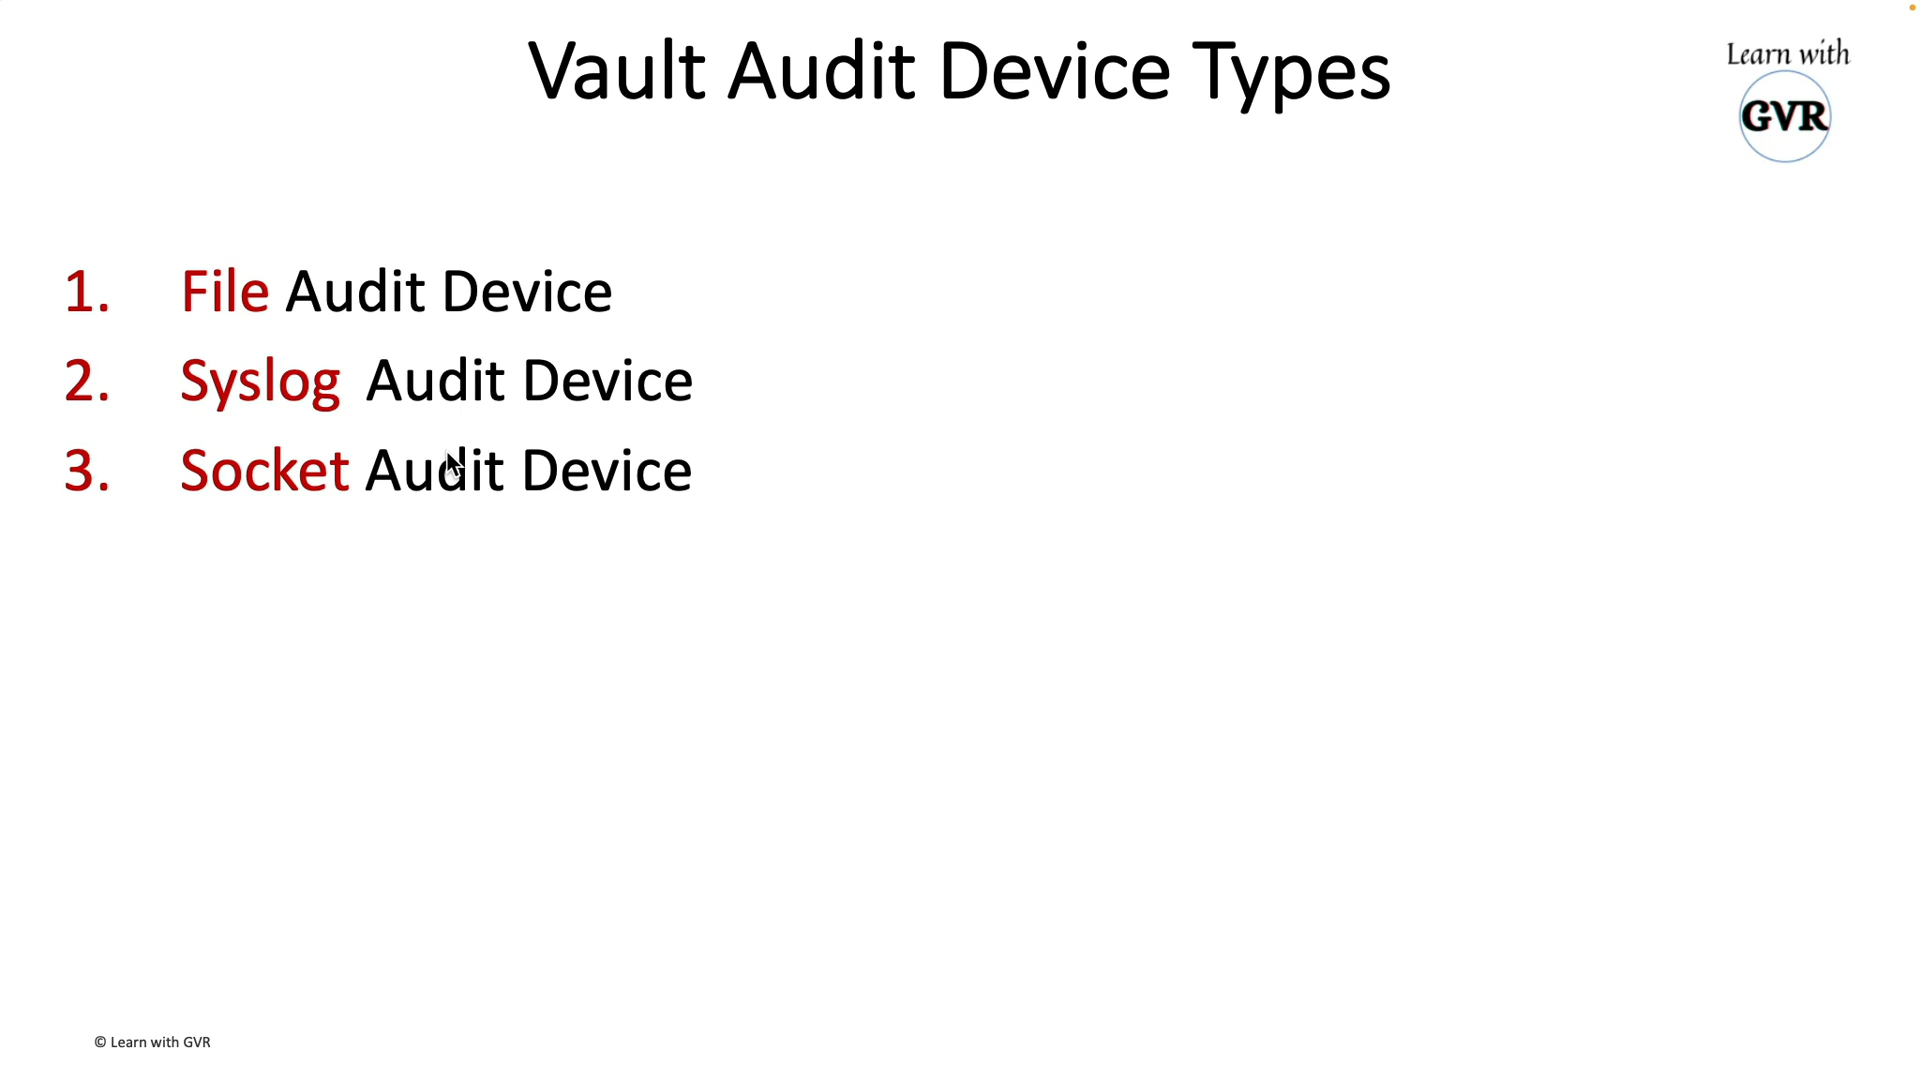 Vault Audit Device Types
Learn with
GVR
1. File Audit Device
2. Syslog Audit Device
3. Socket Audit Device
© Learn with GVR